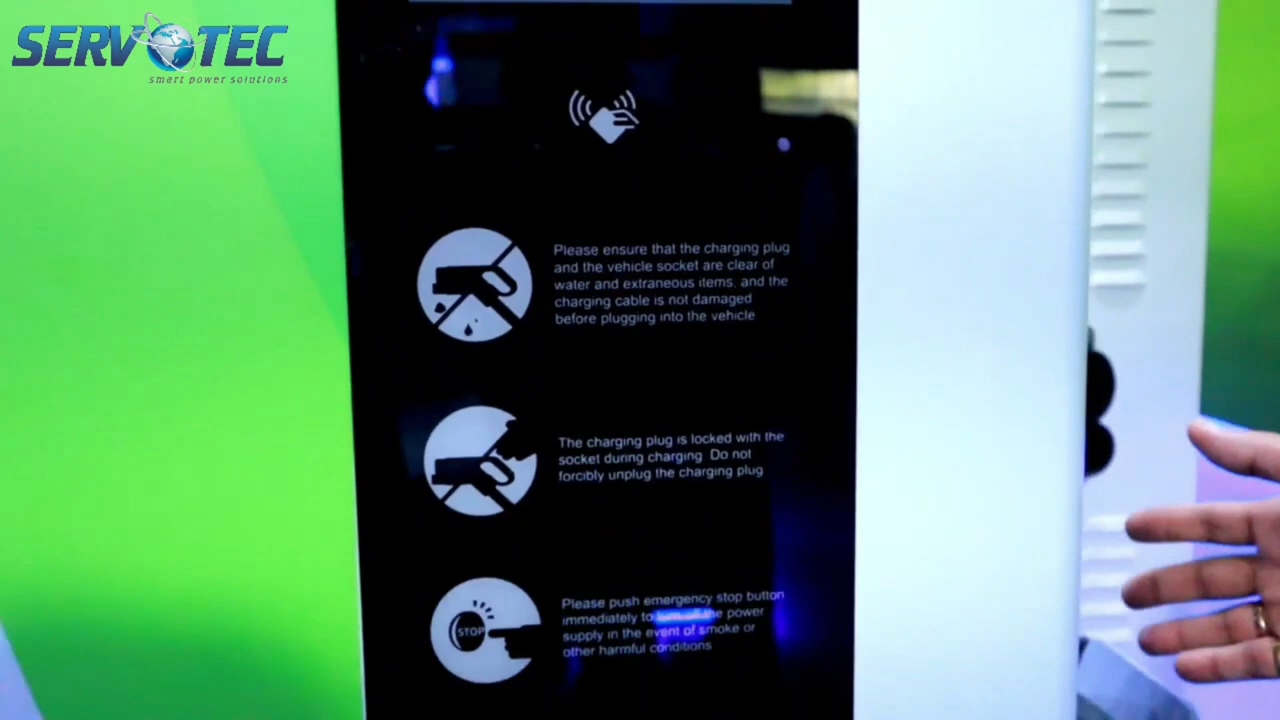 SERVOTEC
smart power solutions
Please ensure that the charging plug
and the vehicle socket are clear of
water and extraneous items, and the
charging cable is not damaged
before plugging into the vehicle
The charging plug is locked with the
socket during charging. Do not
forcibly unplug the charging plug
STOP
Please push emergency stop button
immediately to turn off the power
supply in the event of smoke or
other harmful conditions